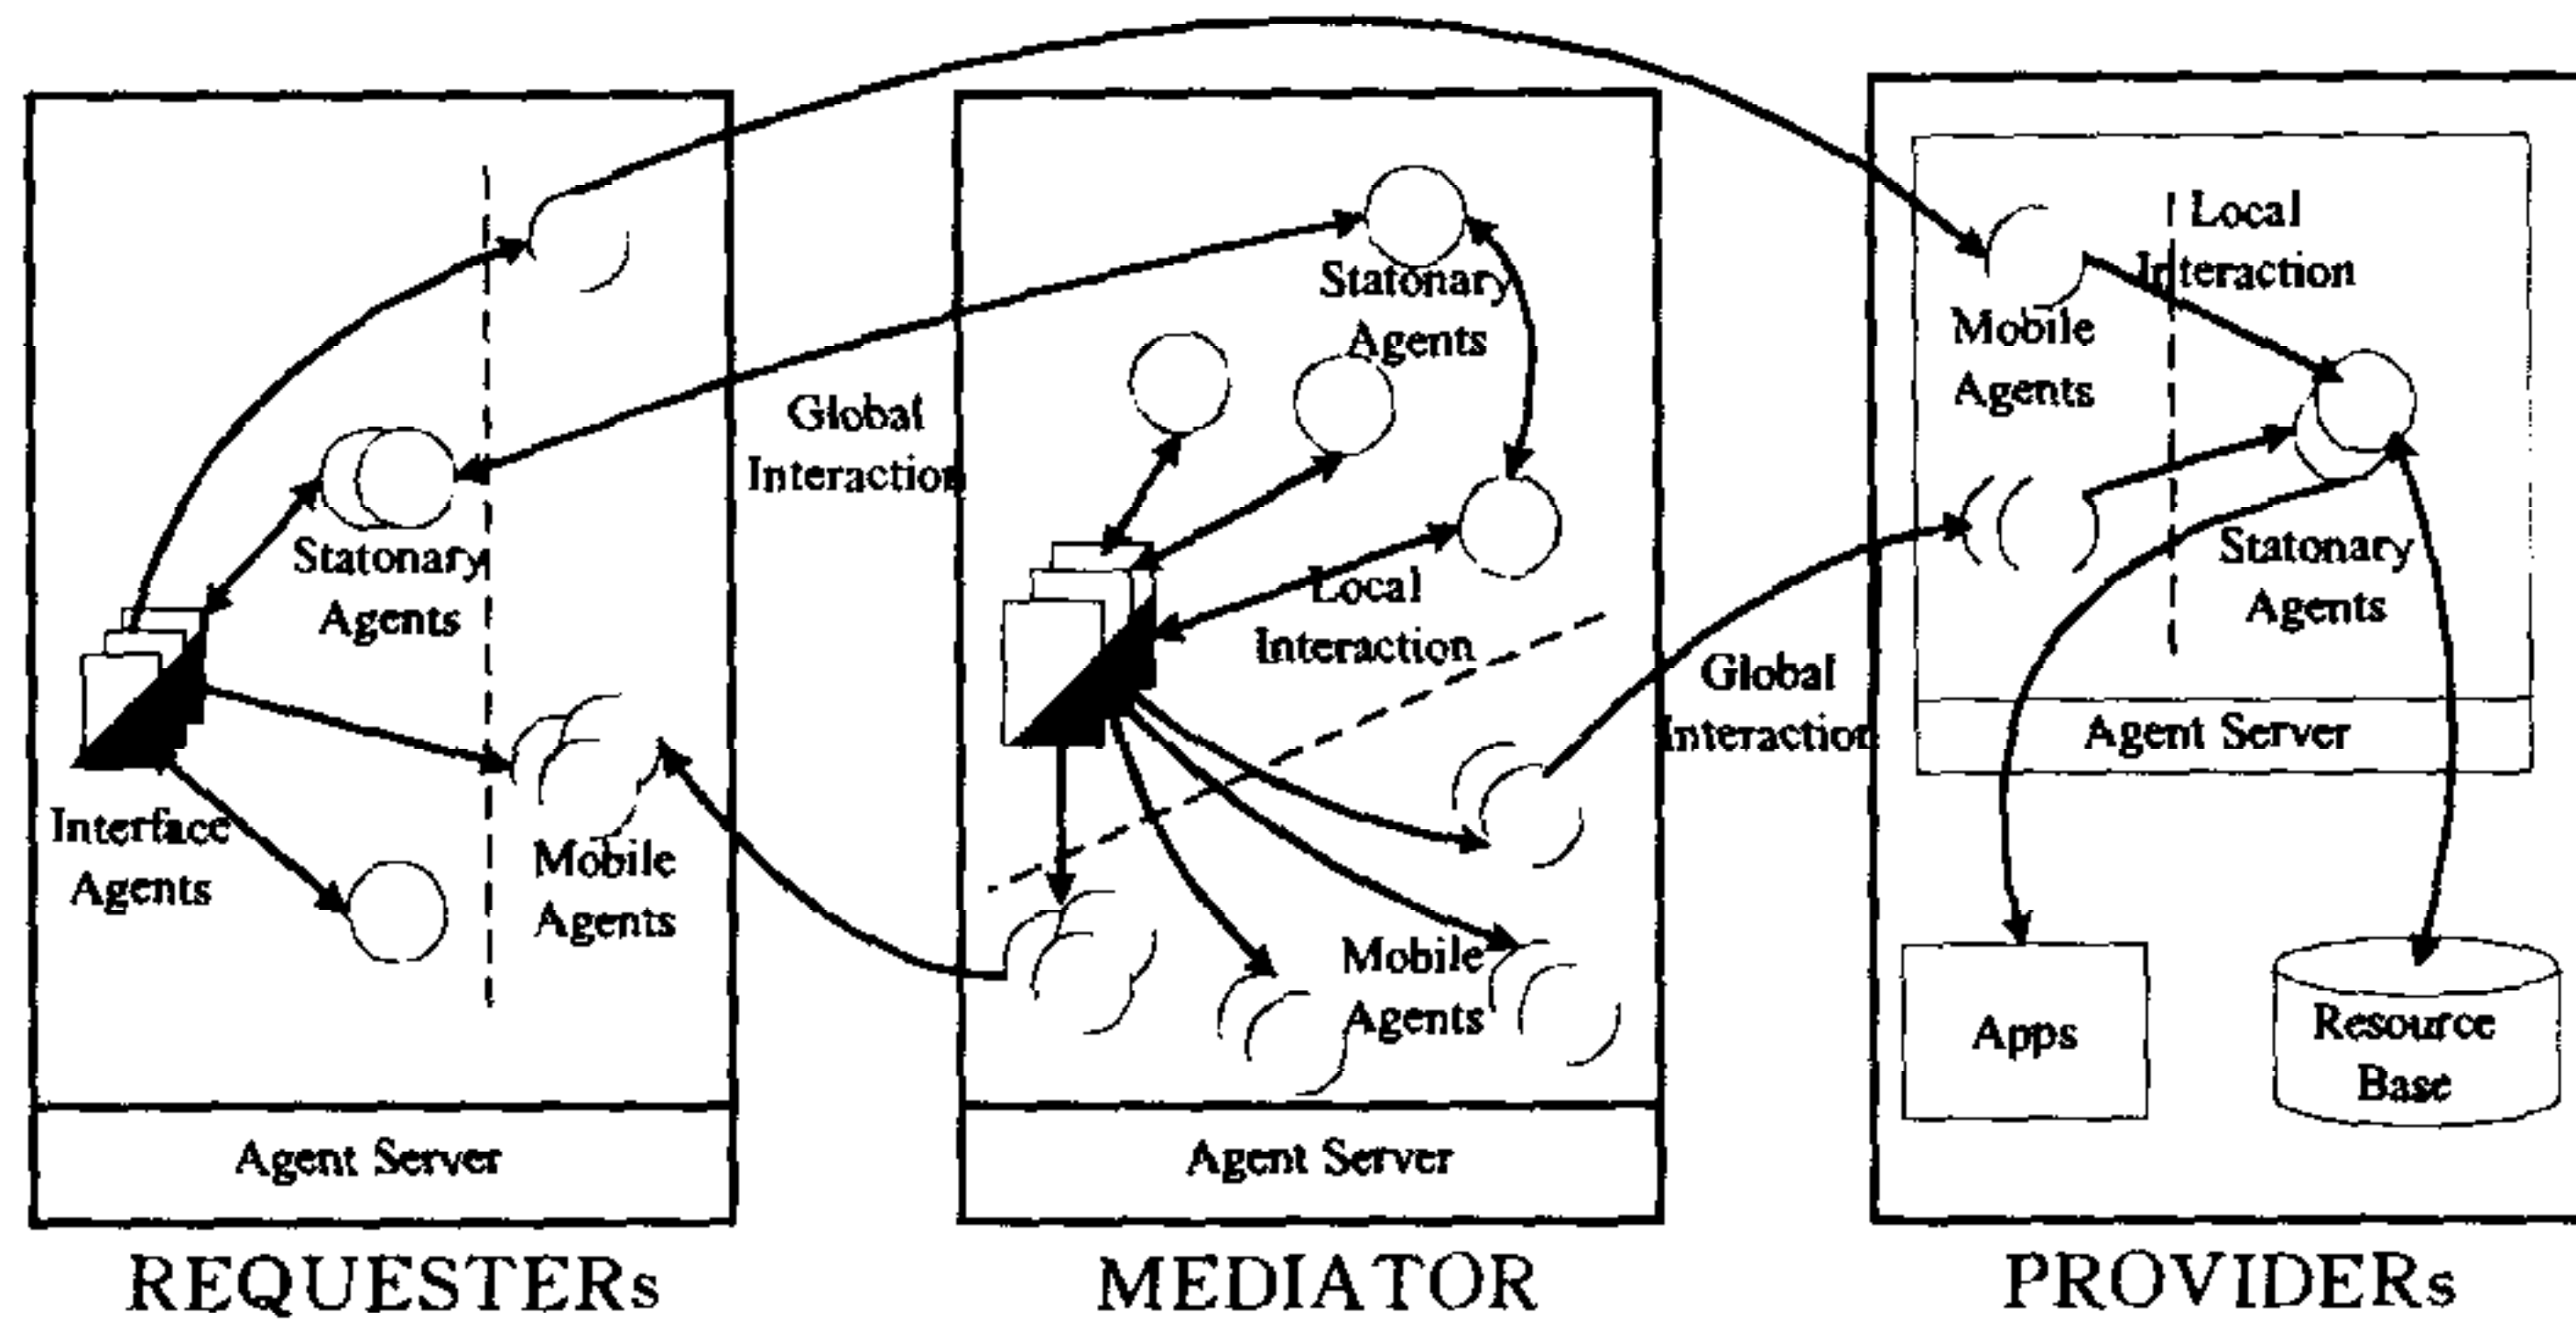 Statonary
Agents
Interface
Agents
Mobile
Agents
Agent Server
REQUESTERs
Global
Interaction
Statonary
Agents
Local
Interaction
Mobile
Agents
Agent Server
MEDIATOR
Global
Interaction
Local
Interaction
Mobile
Agents
Statonary
Agents
Agent Server
Apps
Resource
Base
PROVIDERs